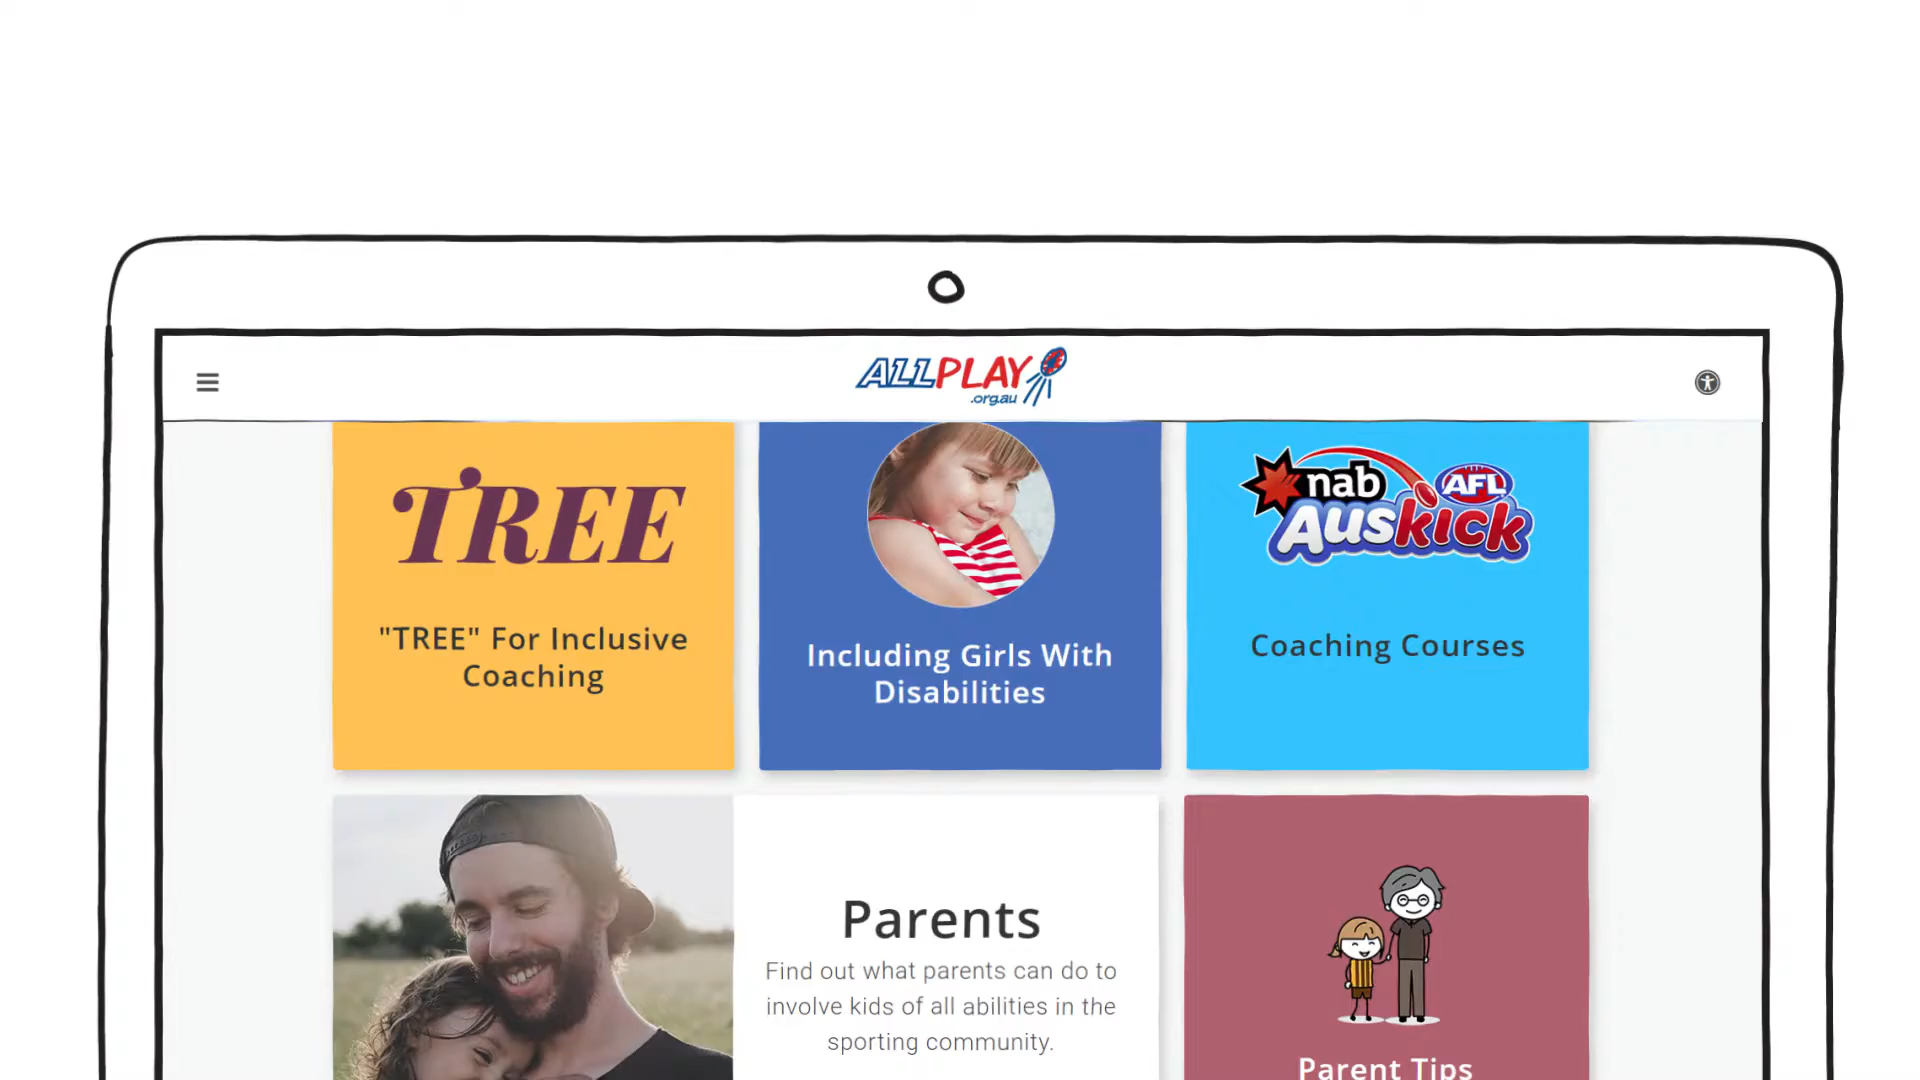 ALLPLAY
.org.au
TREE
"TREE" For Inclusive
Coaching
Including Girls With
Disabilities
nab
AFL
Auskick
Coaching Courses
Parents
Find out what parents can do to
involve kids of all abilities in the
sporting community.
Parent Tips